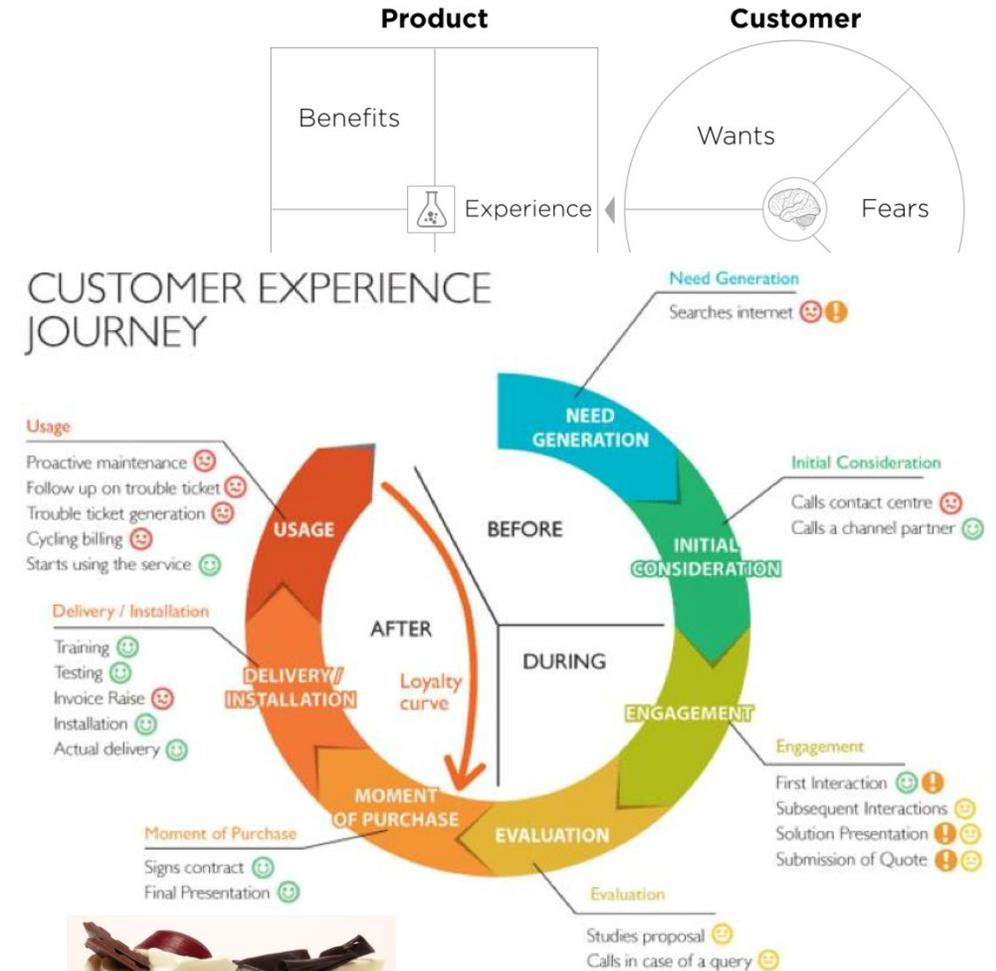 Product
Customer
Benefits
Wants
Experience
Fears
CUSTOMER EXPERIENCE
JOURNEY
Need Generation
Searches internet
NEED
GENERATION
Usage
Proactive maintenance
Follow up on trouble ticket
Trouble ticket generation
Cycling billing
Starts using the service
USAGE
BEFORE
Initial Consideration
Calls contact centre
Calls a channel partner
INITIAL
CONSIDERATION
Delivery / Installation
Training
Testing
Invoice Raise
Installation
Actual delivery
DELIVERY/
INSTALLATION
AFTER
Loyalty
curve
DURING
ENGAGEMENT
Engagement
First Interaction
Subsequent Interactions
Solution Presentation
Submission of Quote
MOMENT
OF PURCHASE
EVALUATION
Moment of Purchase
Signs contract
Final Presentation
Evaluation
Studies proposal
Calls in case of a query